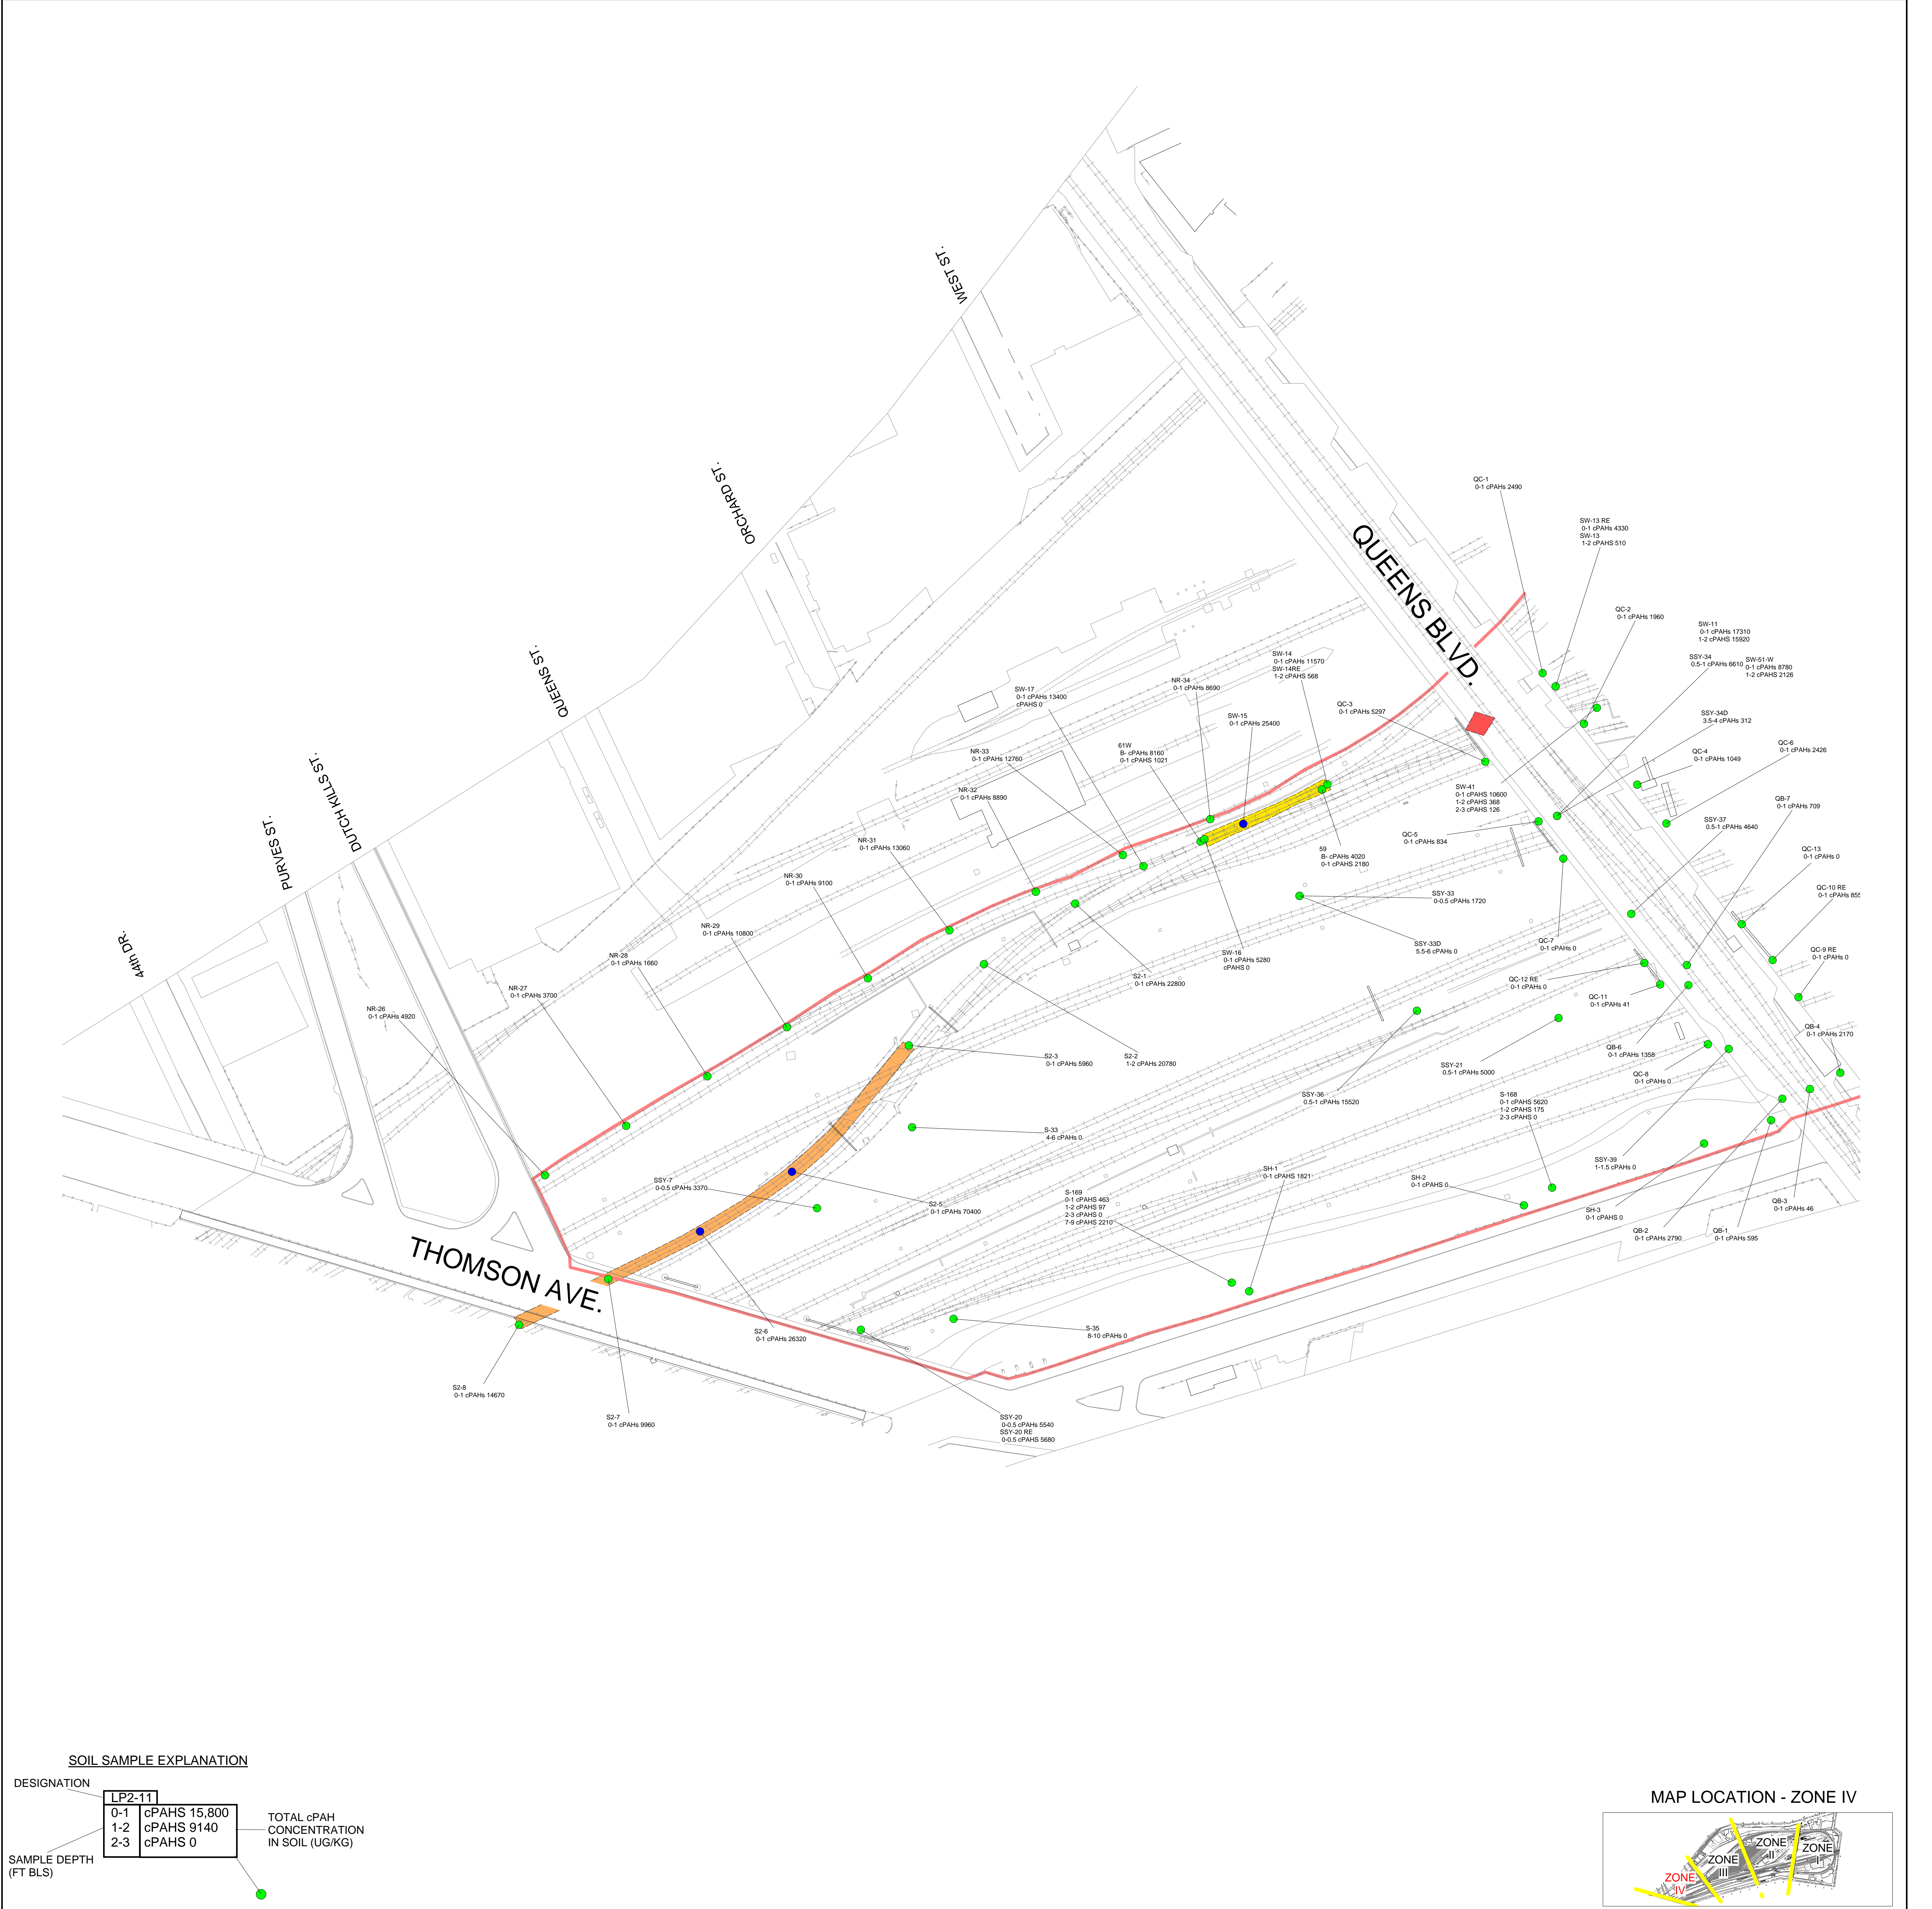 WEST ST.
ORCHARD ST.
QUEENS ST.
DUTCH KILLS ST.
PURVES ST.
44th DR.
QUEENS BLVD.
THOMSON AVE.
QC-1
0-1 cPAHs 2490
SW-13 RE
0-1 cPAHs 4330
SW-13
1-2 cPAHS 510
QC-2
0-1 cPAHs 1960
SW-11
0-1 cPAHs 17310
1-2 cPAHS 15920
SSY-34
0.5-1 cPAHs 6610
SW-51-W
0-1 cPAHs 8780
1-2 cPAHS 2126
SSY-34D
3.5-4 cPAHs 312
QC-4
0-1 cPAHs 1049
QC-6
0-1 cPAHs 2426
QB-7
0-1 cPAHs 709
SSY-37
0.5-1 cPAHs 4640
QC-13
0-1 cPAHs 0
QC-10 RE
0-1 cPAHs
QC-9 RE
0-1 cPAHs 0
QB-4
0-1 cPAHs 2170
SW-14
0-1 cPAHs 11570
SW-14RE
1-2 cPAHS 568
NR-34
0-1 cPAHs 8690
SW-17
0-1 cPAHs 13400
cPAHS 0
QC-3
0-1 cPAHs 5297
SW-15
0-1 cPAHs 25400
61W
B- cPAHs 8160
0-1 cPAHS 1021
NR-33
0-1 cPAHs 12760
NR-32
0-1 cPAHs 8890
SW-41
0-1 cPAHS 10600
1-2 cPAHS 368
2-3 cPAHS 126
QC-5
0-1 cPAHs 834
NR-31
0-1 cPAHs 13060
59
B- cPAHs 4020
0-1 cPAHS 2180
NR-30
0-1 cPAHs 9100
SSY-33
0-0.5 cPAHs 1720
NR-29
0-1 cPAHs 10800
SSY-33D
5.5-6 cPAHs 0
QC-7
0-1 cPAHs 0
NR-28
0-1 cPAHs 1660
SW-16
0-1 cPAHs 5280
cPAHS 0
S2-1
0-1 cPAHs 22800
QC-12 RE
0-1 cPAHs 0
NR-27
0-1 cPAHs 3700
QC-11
0-1 cPAHs 41
NR-26
0-1 cPAHs 4920
QB-6
0-1 cPAHs 1358
S2-3
0-1 cPAHs 5960
S2-2
1-2 cPAHs 20780
SSY-21
0.5-1 cPAHs 5000
QC-8
0-1 cPAHs 0
SSY-36
0.5-1 cPAHs 15520
S-168
0-1 cPAHS 5620
1-2 cPAHS 175
2-3 cPAHS 0
S-33
4-6 cPAHs 0
SSY-39
1-1.5 cPAHs 0
SH-1
0-1 cPAHS 1821
SH-2
0-1 cPAHS 0
SSY-7
0-0.5 cPAHs 3370
S-169
0-1 cPAHS 463
1-2 cPAHS 97
2-3 cPAHS 0
7-9 cPAHS 2210
S2-5
0-1 cPAHs 70400
QB-3
0-1 cPAHs 46
SH-3
0-1 cPAHS 0
QB-2
0-1 cPAHs 2790
QB-1
0-1 cPAHs 595
S2-6
0-1 cPAHs 26320
S-35
8-10 cPAHs 0
S2-8
0-1 cPAHs 14670
S2-7
0-1 cPAHs 9960
SSY-20
0-0.5 cPAHs 5540
SSY-20 RE
0-0.5 cPAHS 5680
SOIL SAMPLE EXPLANATION
DESIGNATION
LP2-11
0-1 cPAHS 15,800
1-2 cPAHS 9140
2-3 cPAHS 0
TOTAL cPAH
CONCENTRATION
IN SOIL (UG/KG)
SAMPLE DEPTH
(FT BLS)
MAP LOCATION - ZONE IV
ZONE
I
ZONE
II
ZONE
III
ZONE
IV